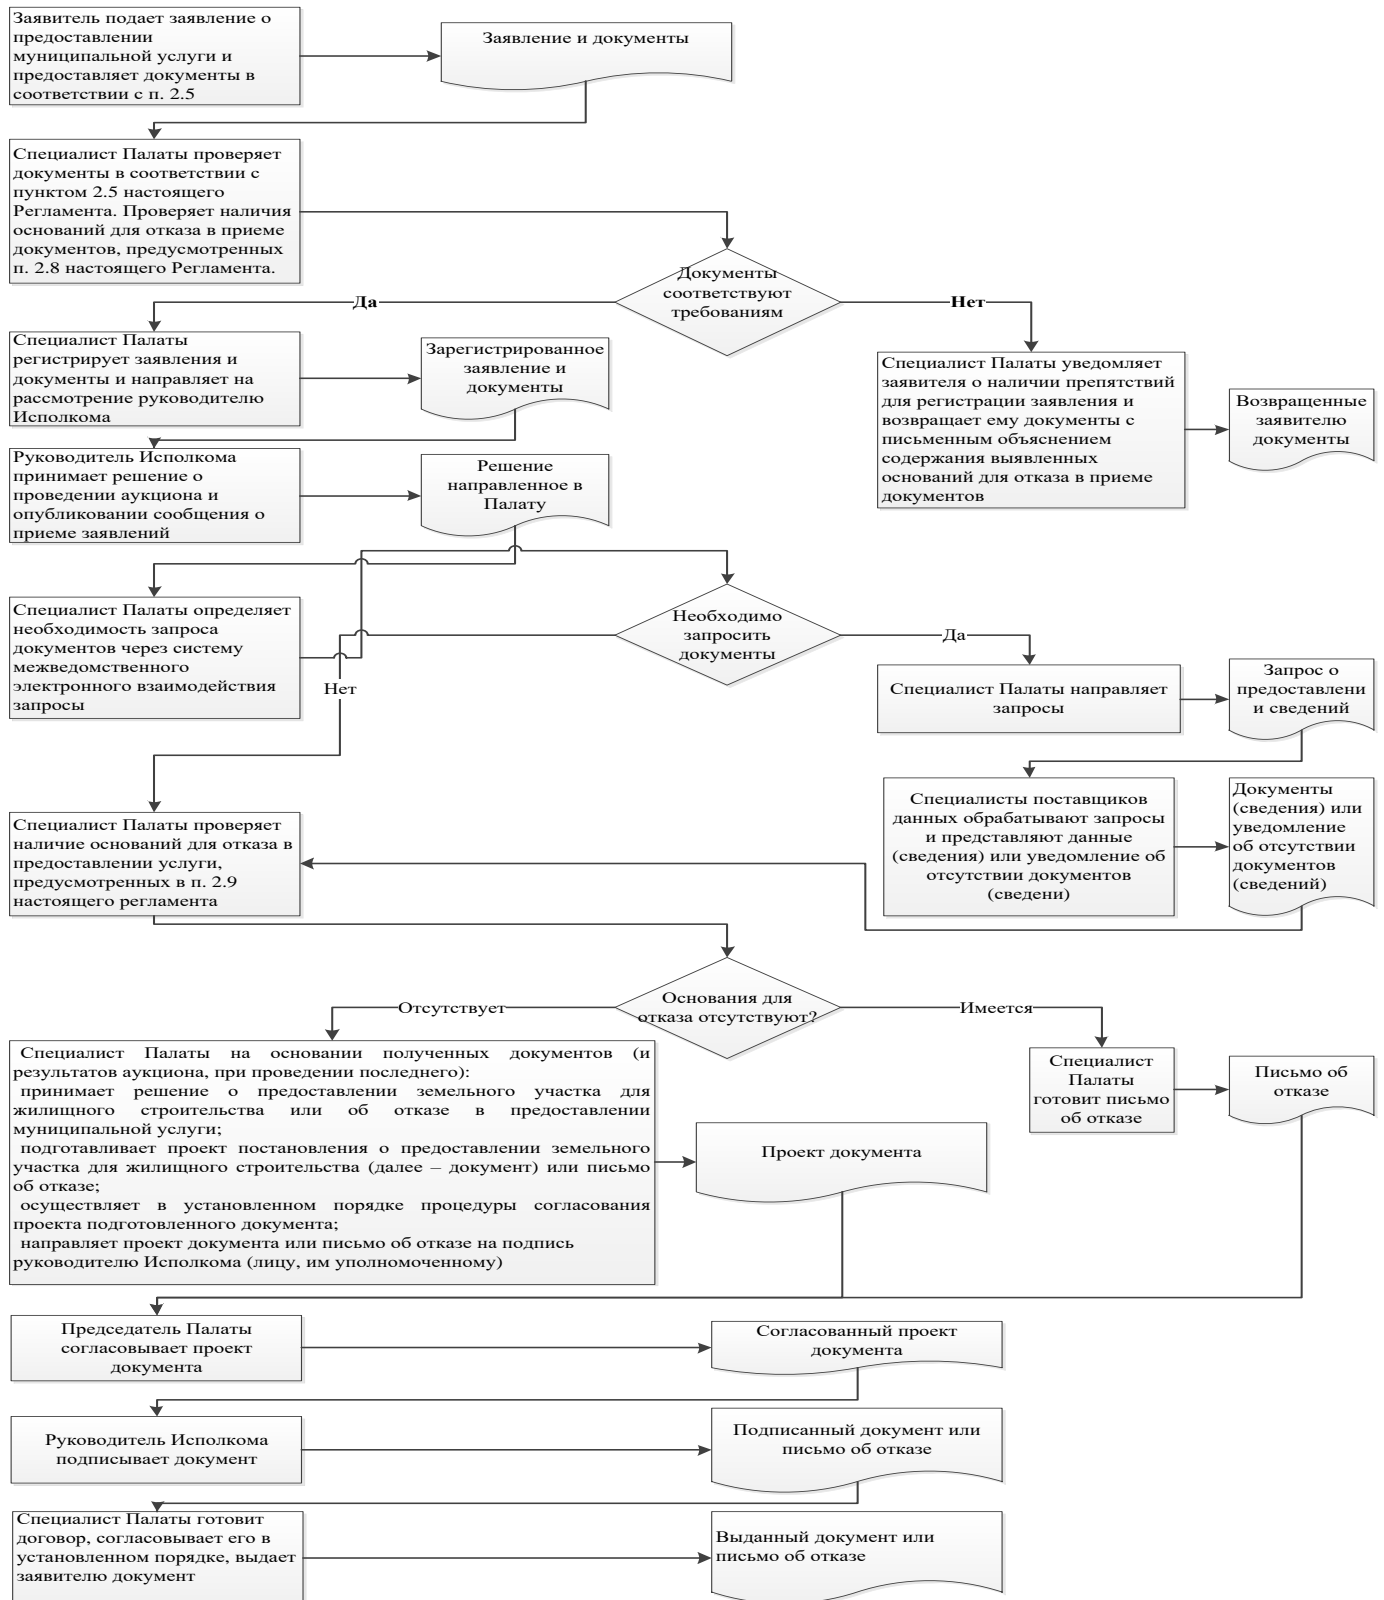 Заявитель подает заявление о
предоставлении
муниципальной услуги и
предоставляет документы в
соответствии с п. 2.5
Заявление и документы
Специалист Палаты проверяет
документы в соответствии с
пунктом 2.5 настоящего
Регламента. Проверяет наличия
оснований для отказа в приеме
документов, предусмотренных
п. 2.8 настоящего Регламента.
Документы
соответствуют
требованиям
Да
Нет
Специалист Палаты
регистрирует заявления и
документы и направляет на
рассмотрение руководителю
Исполкома
Зарегистрированное
заявление и
документы
Специалист Палаты уведомляет
заявителя о наличии препятствий
для регистрации заявления и
возвращает ему документы с
письменным объяснением
содержания выявленных
оснований для отказа в приеме
документов
Возвращенные
заявителю
документы
Руководитель Исполкома
принимает решение о
проведении аукциона и
опубликовании сообщения о
приеме заявлений
Решение
направленное в
Палату
Специалист Палаты определяет
необходимость запроса
документов через систему
межведомственного
электронного взаимодействия
запросы
Необходимо
запросить
документы
Да
Нет
Специалист Палаты направляет
запросы
Запрос о
предоставлени
и сведений
Специалисты поставщиков
данных обрабатывают запросы
и представляют данные
(сведения) или уведомление об
отсутствии документов
(сведени)
Документы
(сведения) или
уведомление
об отсутствии
документов
(сведений)
Специалист Палаты проверяет
наличие оснований для отказа в
предоставлении услуги,
предусмотренных в п. 2.9
настоящего регламента
Основания для
отказа отсутствуют?
Отсутствует
Имеется
Специалист Палаты на основании полученных документов (и
результатов аукциона, при проведении последнего):
принимает решение о предоставлении земельного участка для
жилищного строительства или об отказе в предоставлении
муниципальной услуги;
подготавливает проект постановления о предоставлении земельного
участка для жилищного строительства (далее – документ) или письмо
об отказе;
осуществляет в установленном порядке процедуры согласования
проекта подготовленного документа;
направляет проект документа или письмо об отказе на подпись
руководителю Исполкома (лицу, им уполномоченному)
Проект документа
Специалист
Палаты
готовит письмо
об отказе
Письмо об
отказе
Председатель Палаты
согласовывает проект
документа
Согласованный проект
документа
Руководитель Исполкома
подписывает документ
Подписанный документ или
письмо об отказе
Специалист Палаты готовит
договор, согласовывает его в
установленном порядке, выдает
заявителю документ
Выданный документ или
письмо об отказе